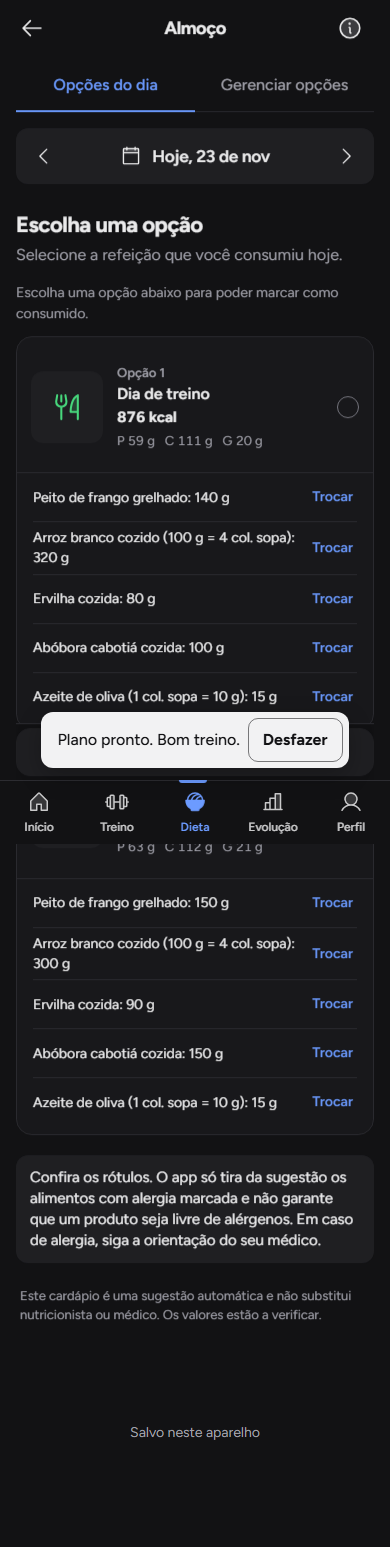 Almoço
Opções do dia
Gerenciar opções
Hoje, 23 de nov
Escolha uma opção
Selecione a refeição que você consumiu hoje.
Escolha uma opção abaixo para poder marcar como
consumido.
Opção 1
Dia de treino
876 kcal
P 59 g C 111 g G 20 g
Peito de frango grelhado: 140 g
Trocar
Arroz branco cozido (100 g = 4 col. sopa):
320 g
Trocar
Ervilha cozida: 80 g
Trocar
Abóbora cabotiá cozida: 100 g
Trocar
Azeite de oliva (1 col. sopa = 10 g): 15 g
Trocar
Plano pronto. Bom treino.
Desfazer
Início
Treino
Dieta
Evolução
Perfil
P 63 g C 112 g G 21 g
Peito de frango grelhado: 150 g
Trocar
Arroz branco cozido (100 g = 4 col. sopa):
300 g
Trocar
Ervilha cozida: 90 g
Trocar
Abóbora cabotiá cozida: 150 g
Trocar
Azeite de oliva (1 col. sopa = 10 g): 15 g
Trocar
Confira os rótulos. O app só tira da sugestão os
alimentos com alergia marcada e não garante
que um produto seja livre de alérgenos. Em caso
de alergia, siga a orientação do seu médico.
Este cardápio é uma sugestão automática e não substitui
nutricionista ou médico. Os valores estão a verificar.
Salvo neste aparelho